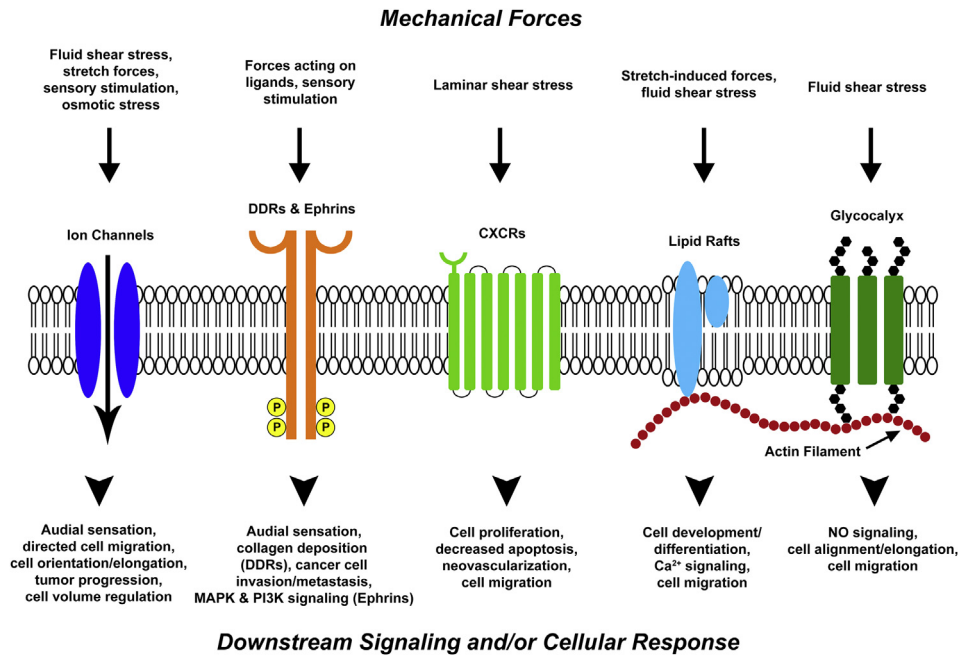 Mechanical Forces
Fluid shear stress,
stretch forces,
sensory stimulation,
osmotic stress
Forces acting on
ligands, sensory
stimulation
Laminar shear stress
Stretch-induced forces,
fluid shear stress
Fluid shear stress
Ion Channels
DDRs & Ephrins
CXCRs
Lipid Rafts
Glycocalyx
P
P
P
P
Actin Filament
Audial sensation,
directed cell migration,
cell orientation/elongation,
tumor progression,
cell volume regulation
Audial sensation,
collagen deposition
(DDRs), cancer cell
invasion/metastasis,
MAPK & PI3K signaling (Ephrins)
Cell proliferation,
decreased apoptosis,
neovascularization,
cell migration
Cell development/
differentiation,
Ca²⁺ signaling,
cell migration
NO signaling,
cell alignment/elongation,
cell migration
Downstream Signaling and/or Cellular Response